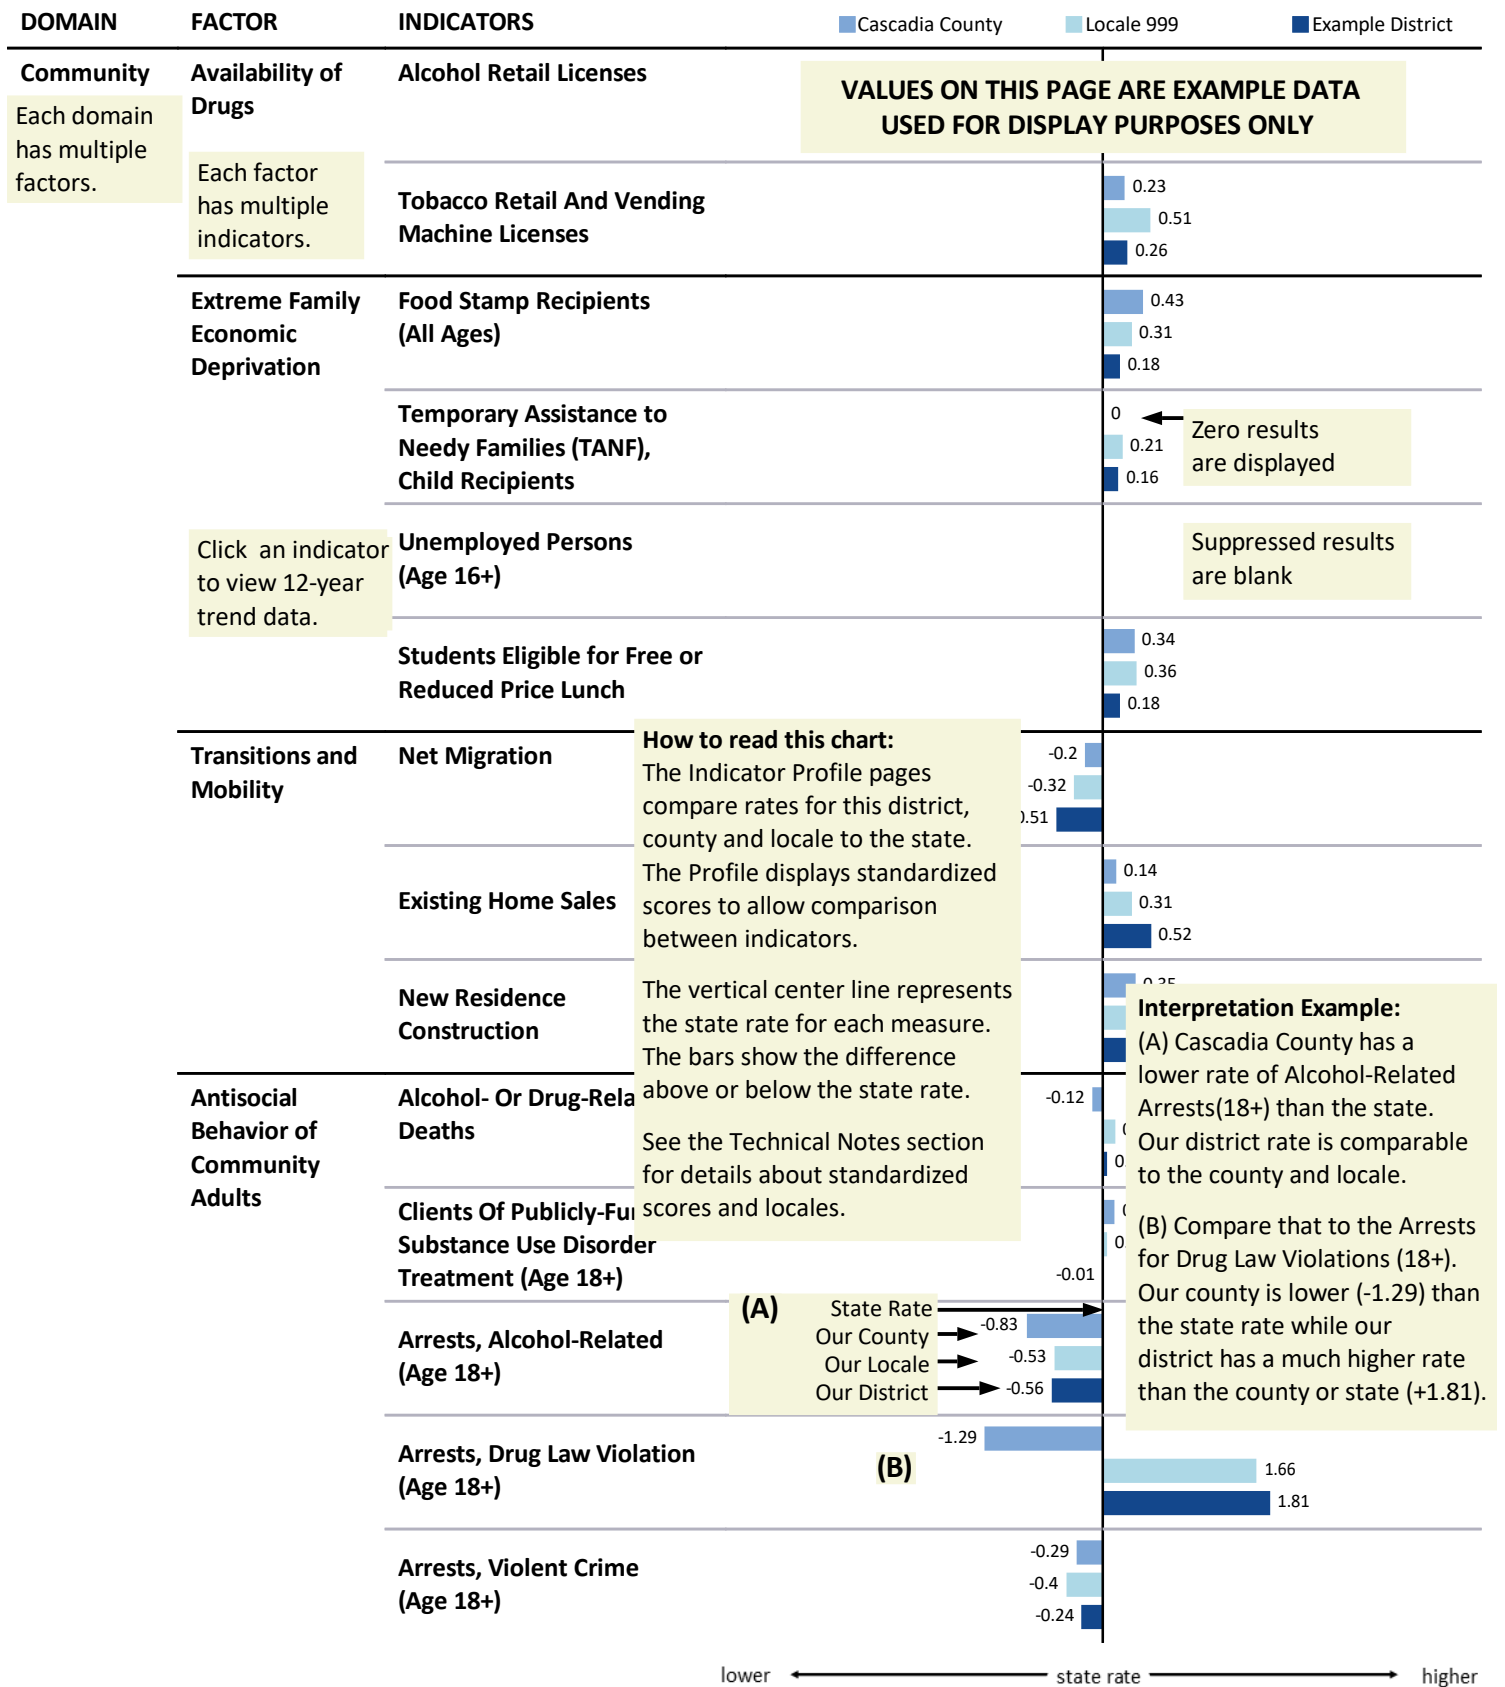 DOMAIN FACTOR INDICATORS Cascadia County Locale 999 Example District
Community Availability of Drugs Alcohol Retail Licenses
Each domain
has multiple
factors.
Each factor
has multiple
indicators.
VALUES ON THIS PAGE ARE EXAMPLE DATA
USED FOR DISPLAY PURPOSES ONLY
Tobacco Retail And Vending
Machine Licenses
0.23
0.51
0.26
Extreme Family
Economic
Deprivation
Food Stamp Recipients
(All Ages)
0.43
0.31
0.18
Temporary Assistance to
Needy Families (TANF),
Child Recipients
0
0.21
0.16
Zero results
are displayed
Click an indicator
to view 12-year
trend data.
Unemployed Persons
(Age 16+)
Suppressed results
are blank
Students Eligible for Free or
Reduced Price Lunch
0.34
0.36
0.18
Transitions and
Mobility
Net Migration
-0.2
-0.32
0.51
How to read this chart:
The Indicator Profile pages
compare rates for this district,
county and locale to the state.
The Profile displays standardized
scores to allow comparison
between indicators.
The vertical center line represents
the state rate for each measure.
The bars show the difference
above or below the state rate.
See the Technical Notes section
for details about standardized
scores and locales.
Existing Home Sales
0.14
0.31
0.52
New Residence
Construction
Interpretation Example:
(A) Cascadia County has a
lower rate of Alcohol-Related
Arrests(18+) than the state.
Our district rate is comparable
to the county and locale.
(B) Compare that to the Arrests
for Drug Law Violations (18+).
Our county is lower (-1.29) than
the state rate while our
district has a much higher rate
than the county or state (+1.81).
Antisocial
Behavior of
Community
Adults
Alcohol- Or Drug-Rela
Deaths
-0.12
Clients Of Publicly-Fu
Substance Use Disorder
Treatment (Age 18+)
-0.01
Arrests, Alcohol-Related
(Age 18+)
(A) State Rate
Our County -0.83
Our Locale -0.53
Our District -0.56
Arrests, Drug Law Violation
(Age 18+)
(B)
-1.29
1.66
1.81
Arrests, Violent Crime
(Age 18+)
-0.29
-0.4
-0.24
lower state rate higher